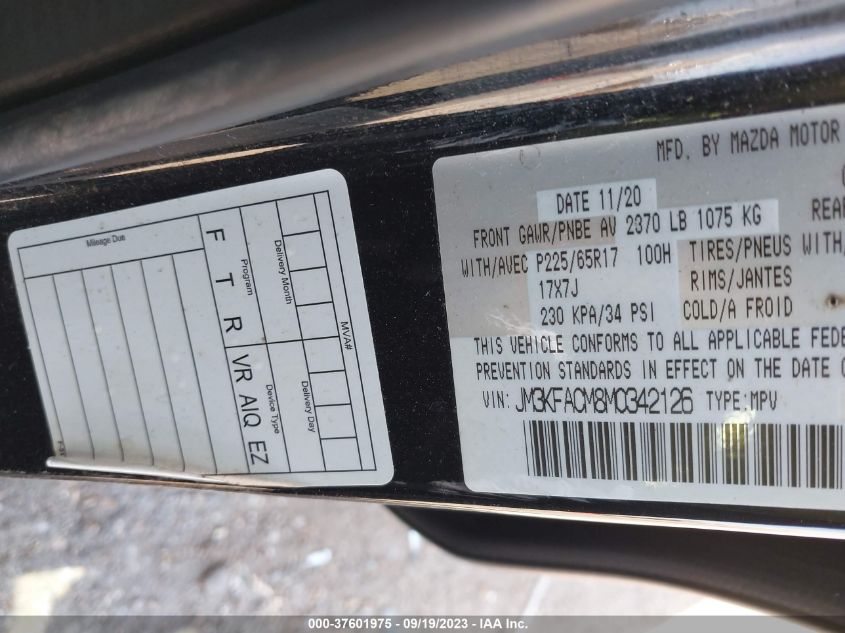 Mileage Due
F T R
Program
Delivery Month
MVA#
VR AIQ EZ
Device Type
Delivery Day
MFD. BY MAZDA MOTOR
DATE 11/20
FRONT GAWR/PNBE AV 2370 LB 1075 KG
WITH/AVEC P225/65R17 100H TIRES/PNEUS WITH/
17X7J RIMS/JANTES
230 KPA/34 PSI COLD/A FROID
THIS VEHICLE CONFORMS TO ALL APPLICABLE FEDE
PREVENTION STANDARDS IN EFFECT ON THE DATE
VIN: JM3KFACM8M0342126 TYPE:MPV
000-37601975 - 09/19/2023 - IAA Inc.